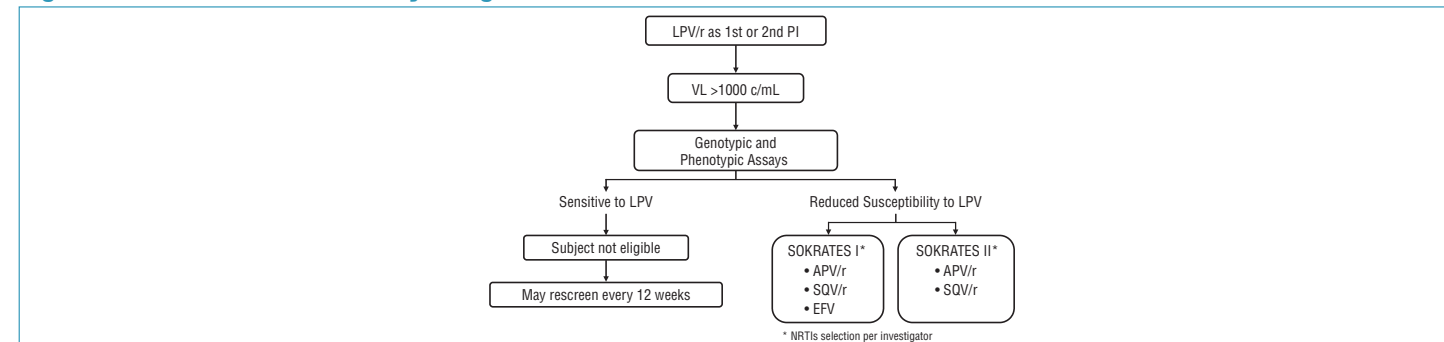 LPV/r as 1st or 2nd PI
VL >1000 c/mL
Genotypic and
Phenotypic Assays
Sensitive to LPV
Reduced Susceptibility to LPV
Subject not eligible
May rescreen every 12 weeks
SOKRATES I*
• APV/r
• SQV/r
• EFV
SOKRATES II*
• APV/r
• SQV/r
* NRTIs selection per investigator